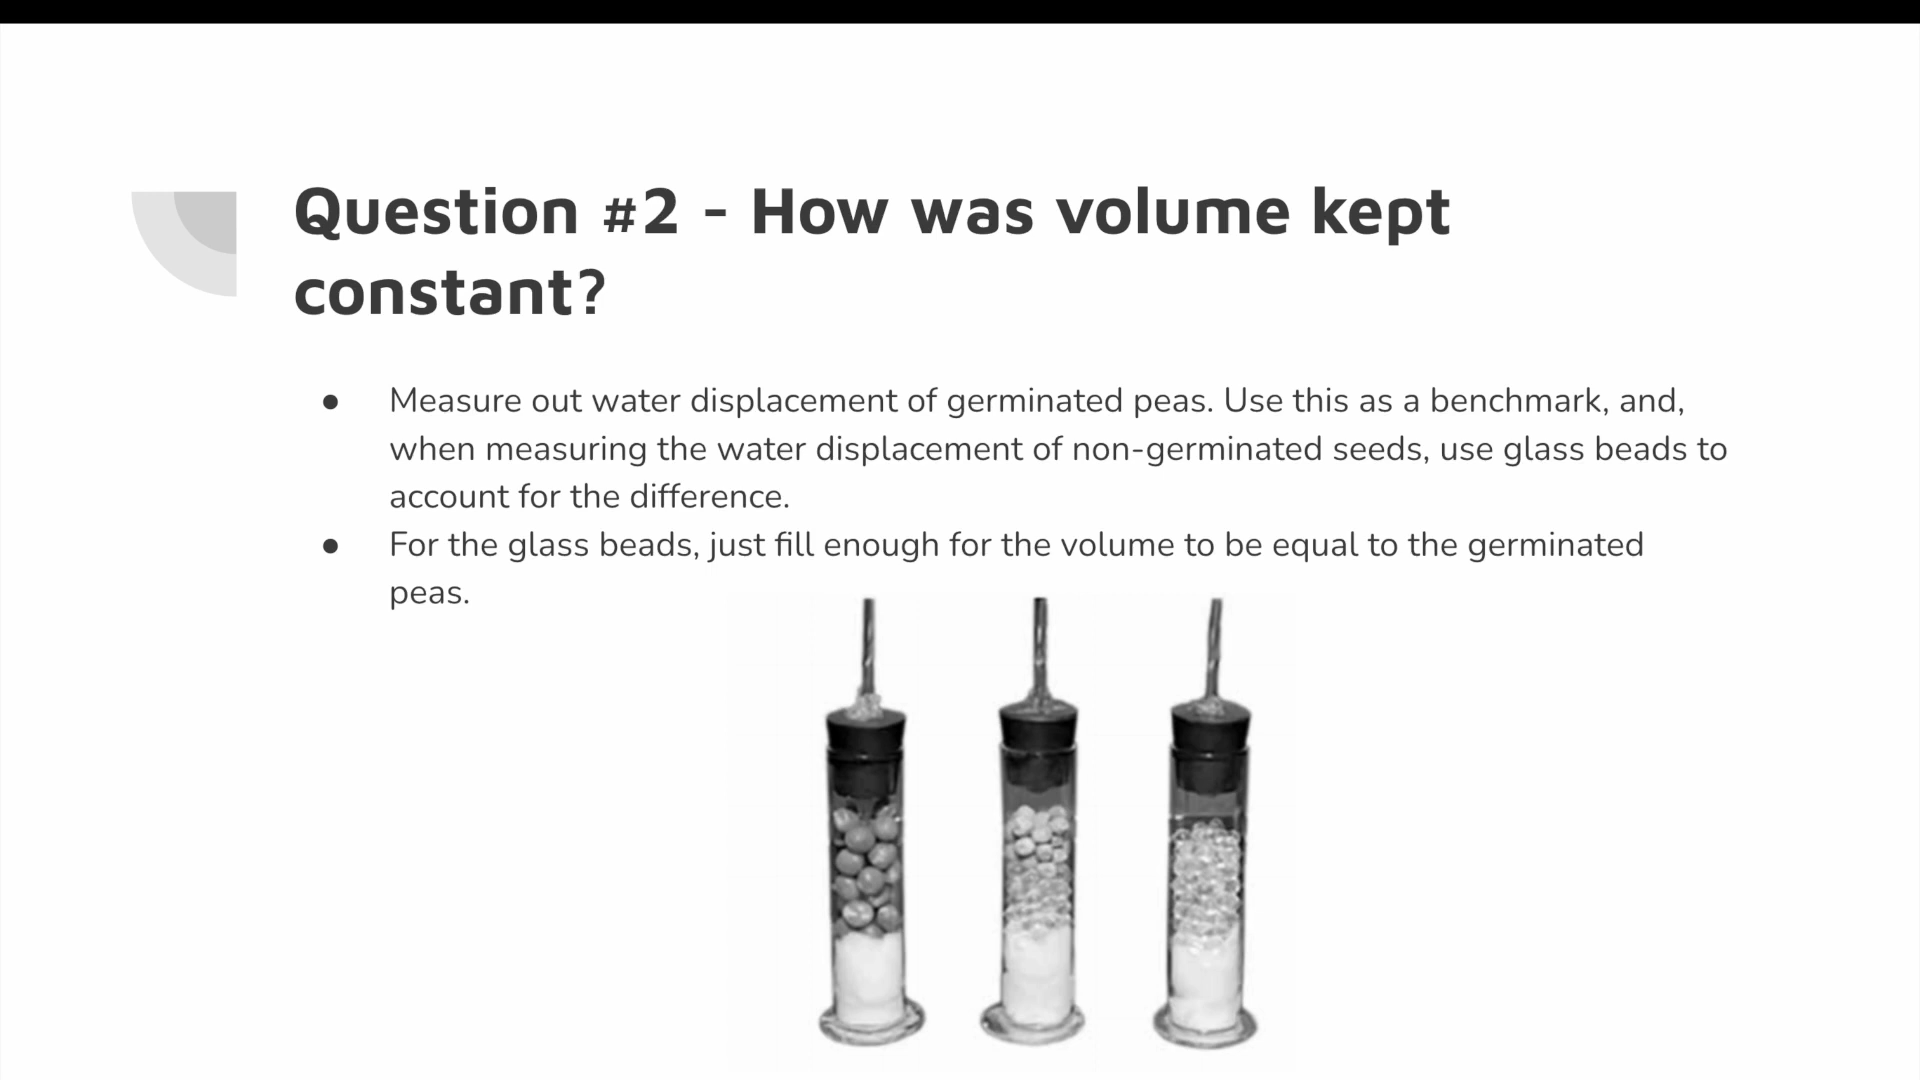 Question #2 - How was volume kept
constant?
● Measure out water displacement of germinated peas. Use this as a benchmark, and,
when measuring the water displacement of non-germinated seeds, use glass beads to
account for the difference.
● For the glass beads, just fill enough for the volume to be equal to the germinated
peas.